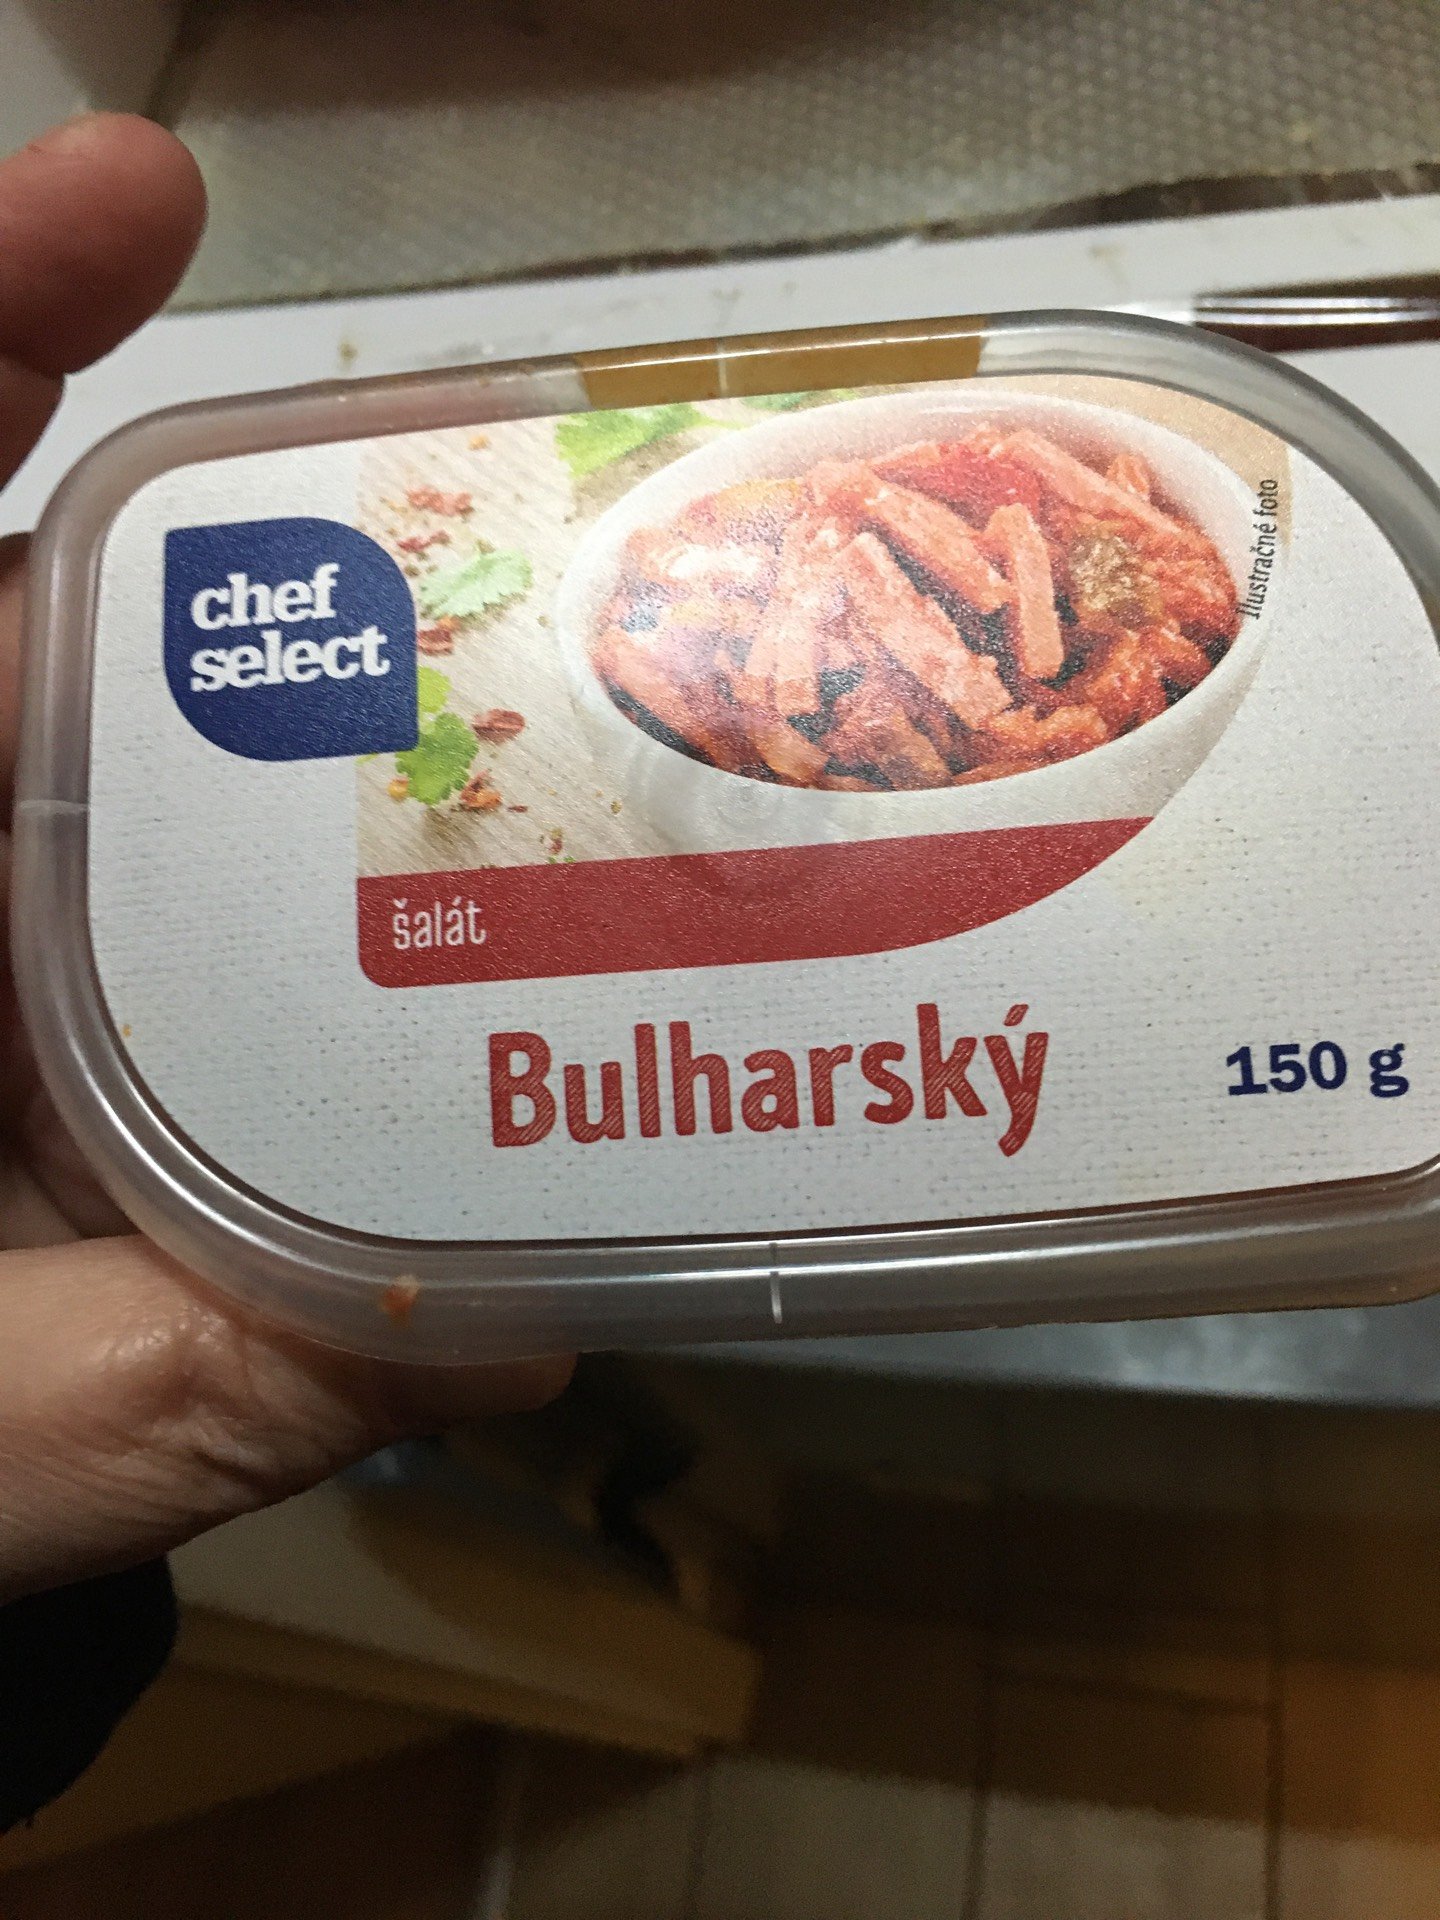 chef
select
Ilustračné foto
šalát
Bulharský
150 g